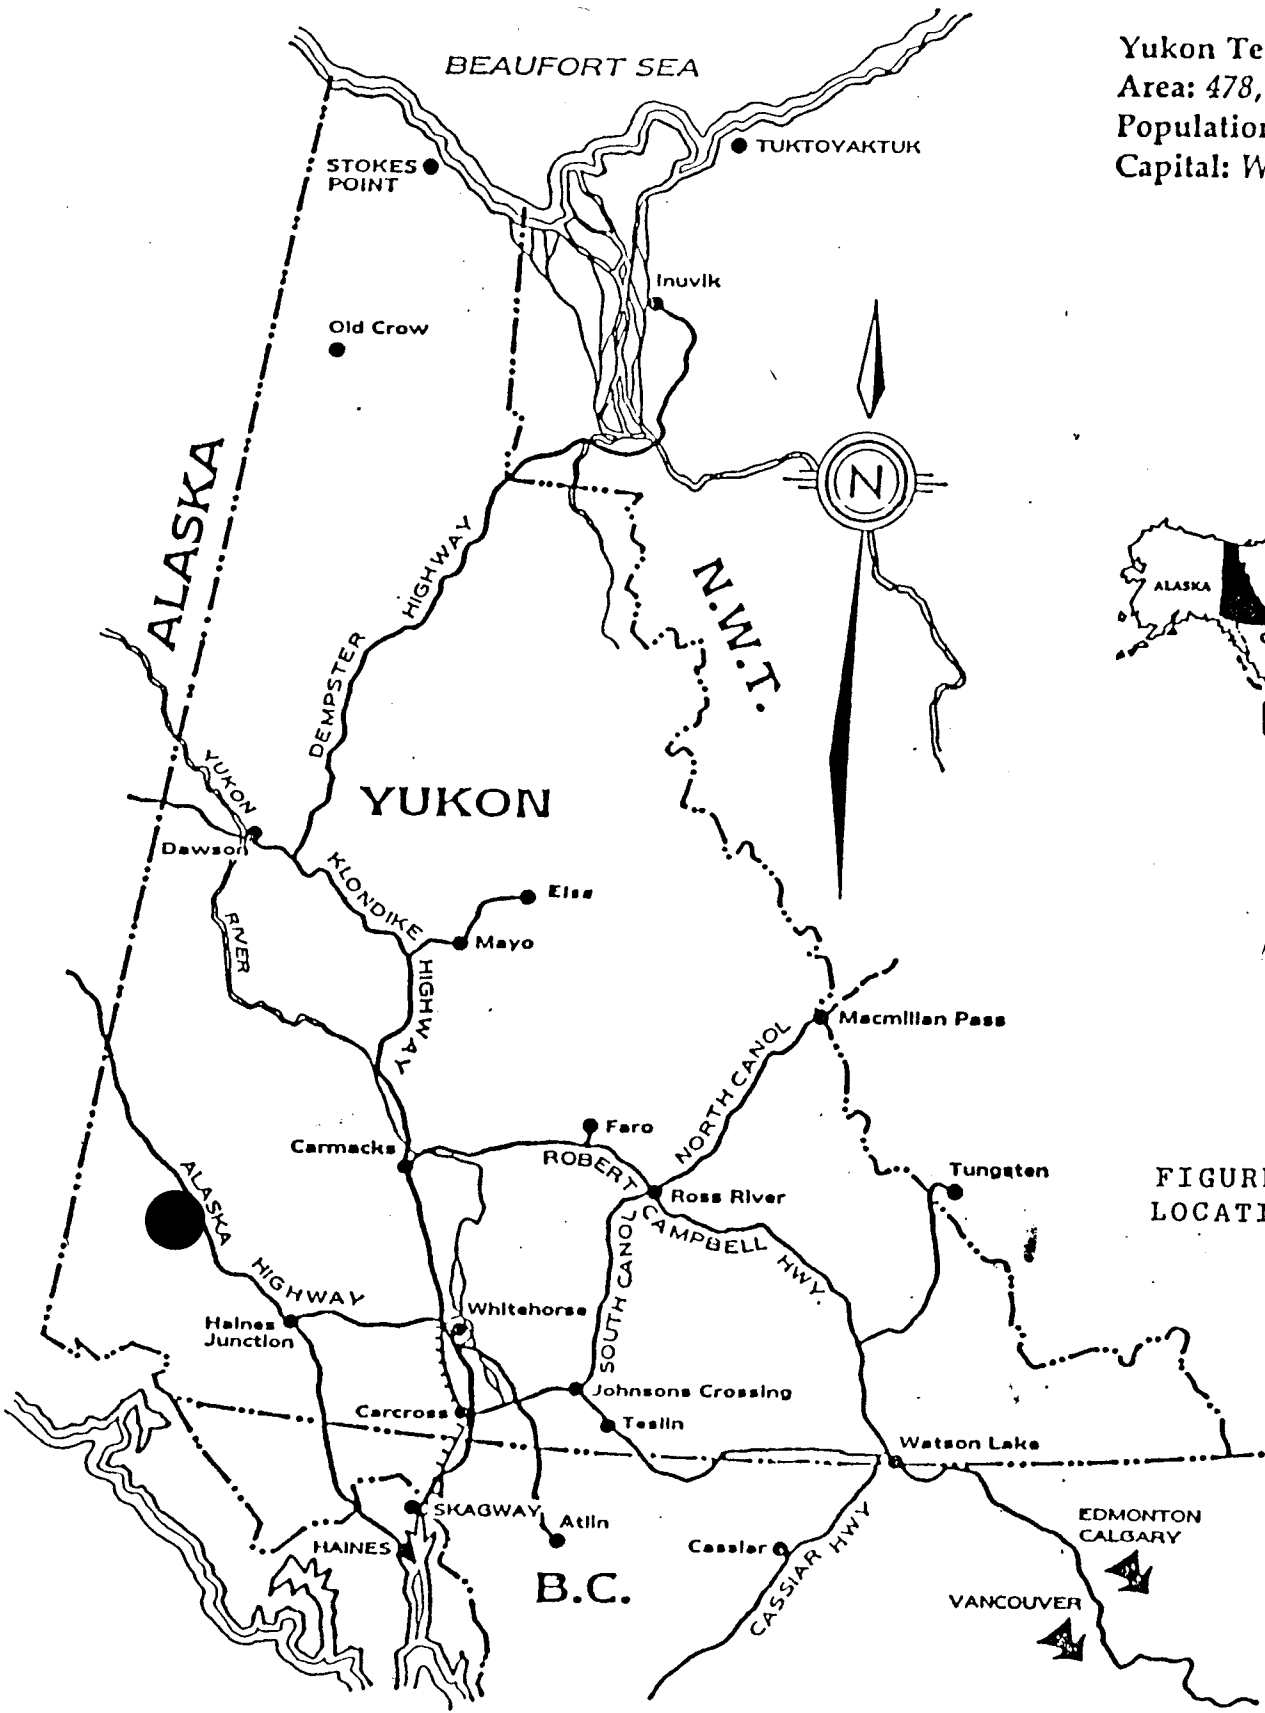 BEAUFORT SEA
Yukon Te
Area: 478,
Population
Capital: W
TUKTOYAKTUK
STOKES
POINT
Inuvik
Old Crow
ALASKA
N
DEMPSTER HIGHWAY
N.W.T.
ALASKA
YUKON
RIVER
YUKON
Dawson
KLONDIKE
HIGHWAY
Elsa
Mayo
Macmillan Pass
NORTH CANOL
Faro
Carmacks
ROBERT
CAMPBELL HWY.
Ross River
Tungsten
FIGUR
LOCATI
ALASKA
HIGHWAY
SOUTH CANOL
Whitehorse
Haines
Junction
Johnsons Crossing
Carcross
Teslin
Watson Lake
SKAGWAY
Atlin
HAINES
Cassiar
CASSIAR HWY
EDMONTON
CALGARY
B.C.
VANCOUVER